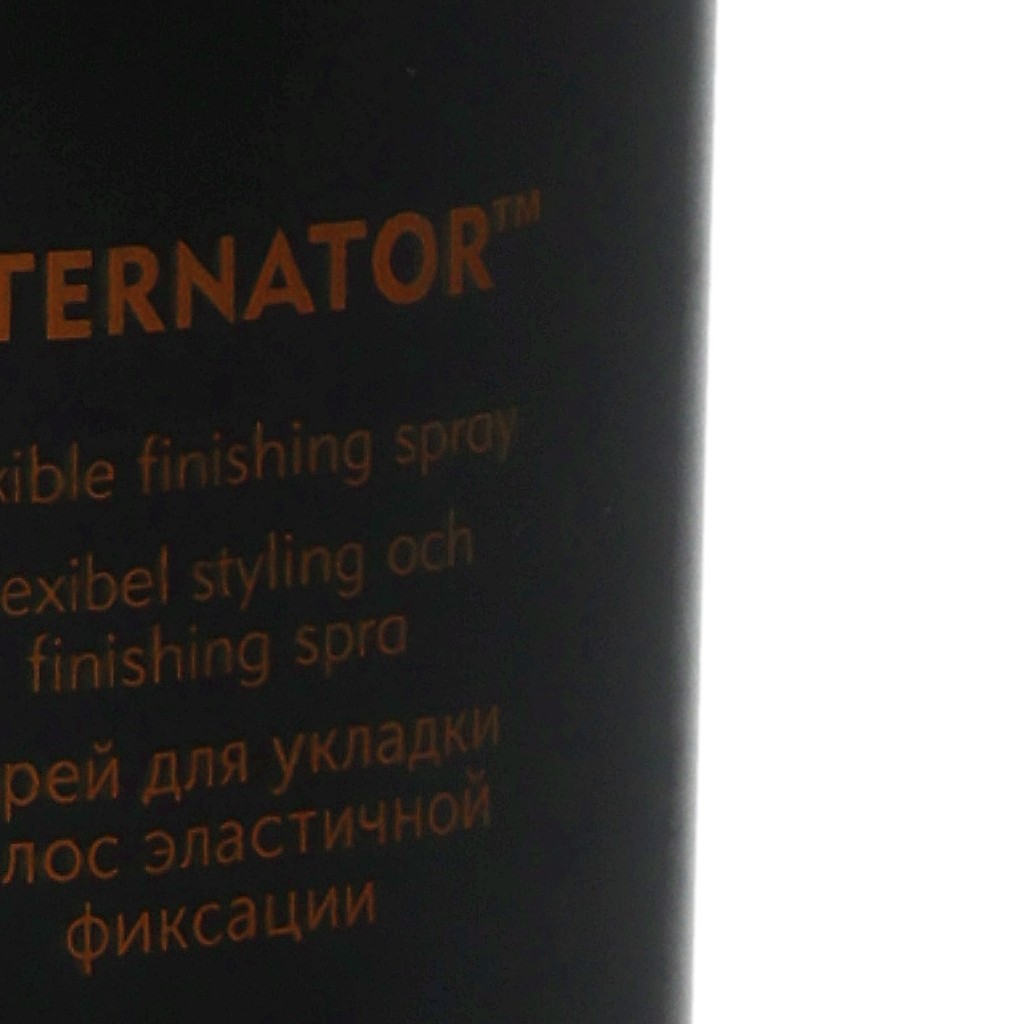 TERNATOR™
xible finishing spray
exibel styling och
finishing spra
рей для укладки
лос эластичной
фиксации